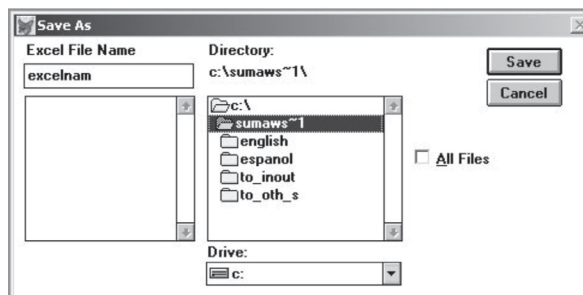 Save As
Excel File Name
excelnam
Directory:
c:\sumaws~1\
c:\
sumaws~1
english
espanol
to_inout
to_oth_s
Drive:
c:
Save
Cancel
All Files